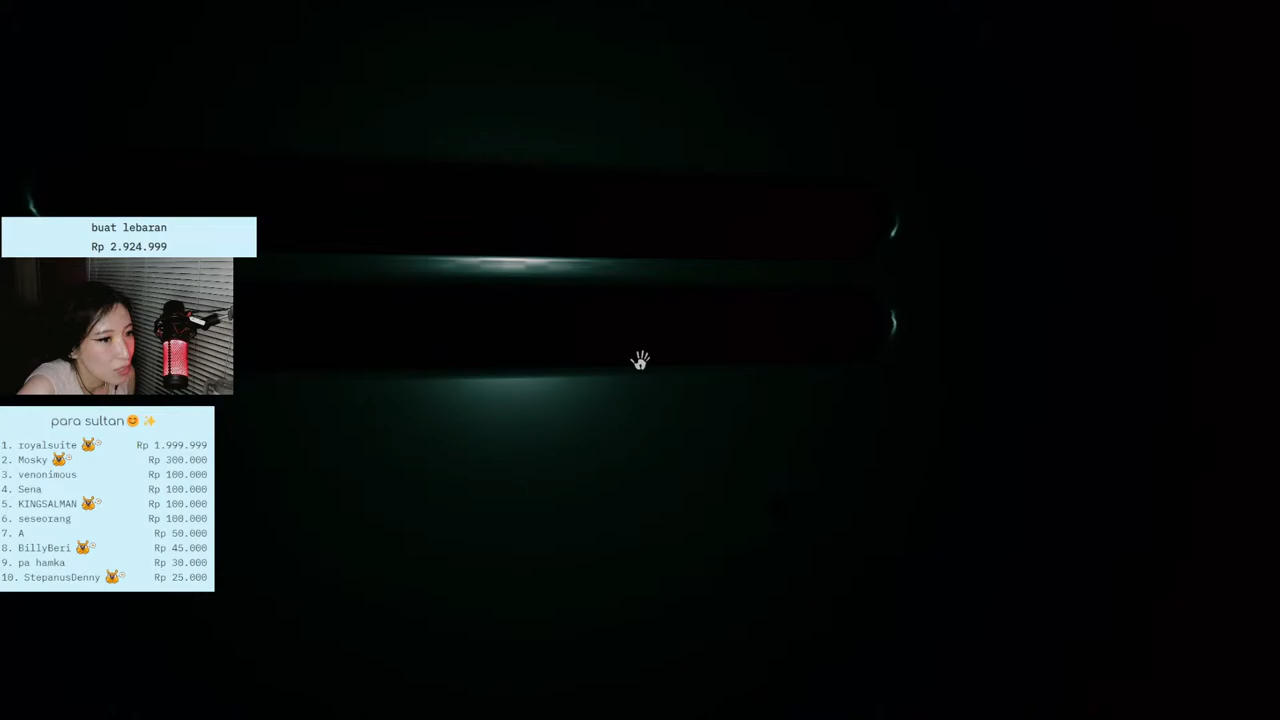 buat lebaran
Rp 2.924.999
para sultan😊✨
1. royalsuite Rp 1.999.999
2. Mosky Rp 300.000
3. venonimous Rp 100.000
4. Sena Rp 100.000
5. KINGSALMAN Rp 100.000
6. seseorang Rp 100.000
7. A Rp 50.000
8. BillyBeri Rp 45.000
9. pa hamka Rp 30.000
10. StepanusDenny Rp 25.000